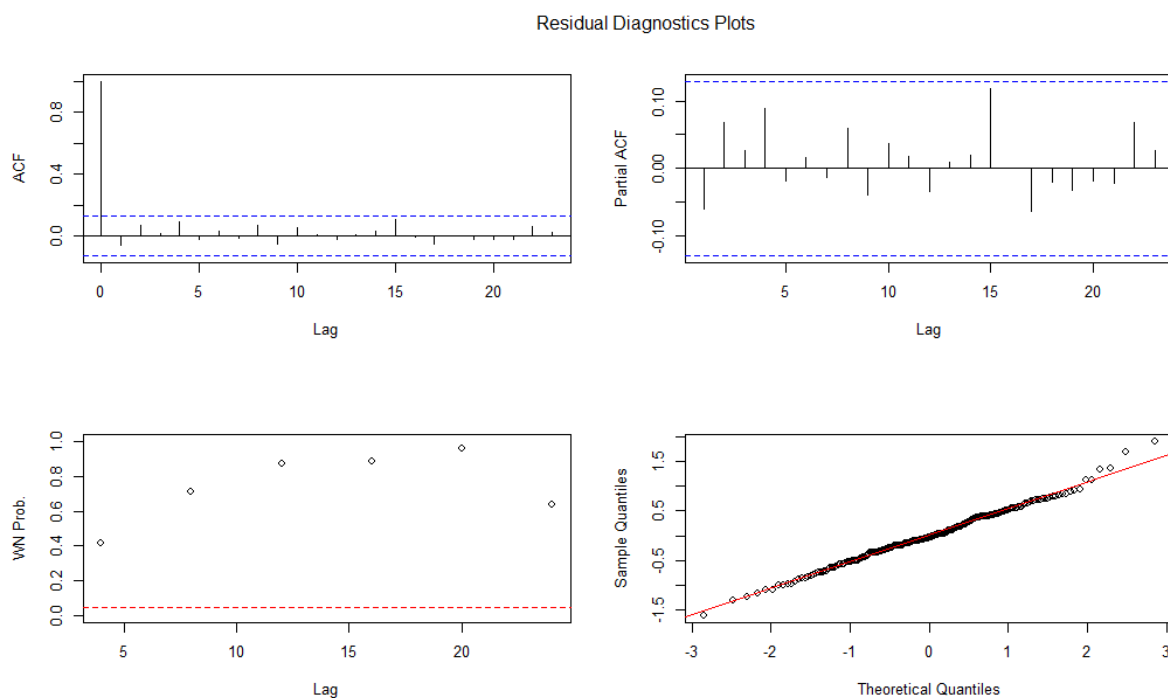 Residual Diagnostics Plots
ACF
0.0 0.4 0.8
0 5 10 15 20
Lag
Partial ACF
-0.10 0.00 0.10
5 10 15 20
Lag
WN Prob.
0.0 0.2 0.4 0.6 0.8 1.0
5 10 15 20
Lag
Sample Quantiles
-1.5 -0.5 0.5 1.5
-3 -2 -1 0 1 2 3
Theoretical Quantiles